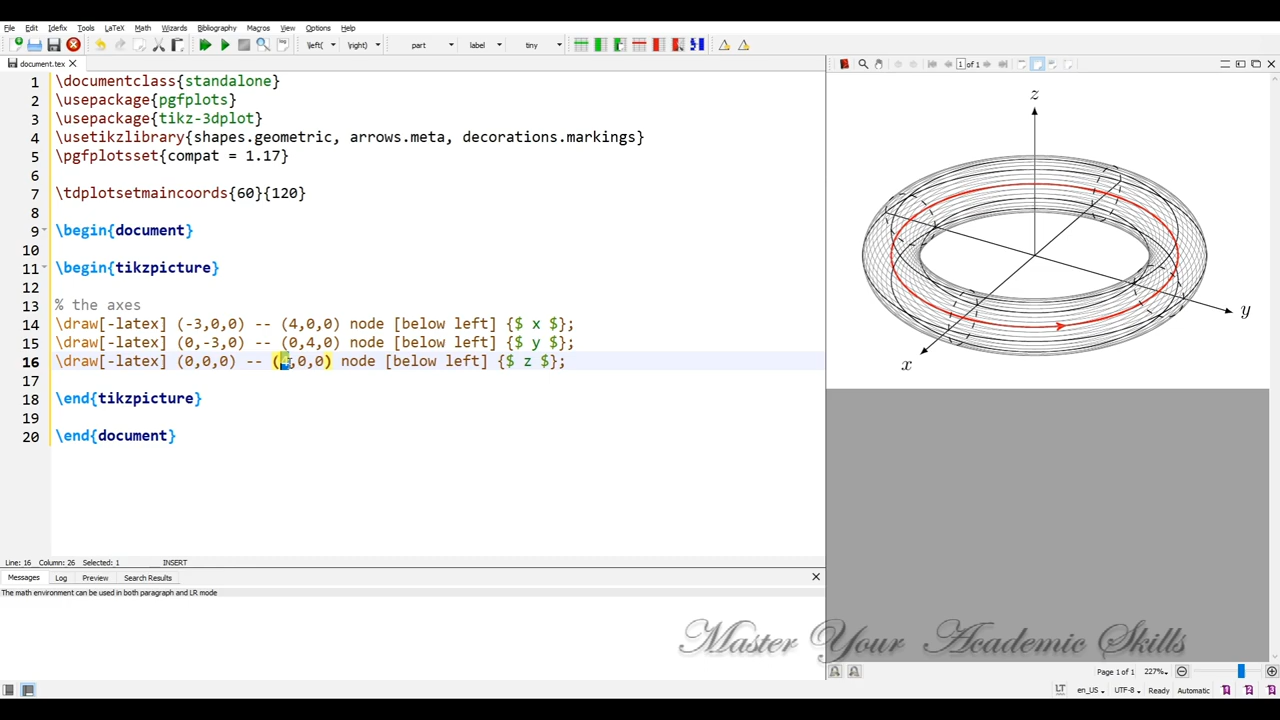 File Edit Idefix Tools LaTeX Math Wizards Bibliography Macros View Options Help
\left( \right) part label tiny 1 of 1
document.tex
1 \documentclass{standalone}
2 \usepackage{pgfplots}
3 \usepackage{tikz-3dplot}
4 \usetikzlibrary{shapes.geometric, arrows.meta, decorations.markings}
5 \pgfplotsset{compat = 1.17}
6
7 \tdplotsetmaincoords{60}{120}
8
9 \begin{document}
10
11 \begin{tikzpicture}
12
13 % the axes
14 \draw[-latex] (-3,0,0) -- (4,0,0) node [below left] {$ x $};
15 \draw[-latex] (0,-3,0) -- (0,4,0) node [below left] {$ y $};
16 \draw[-latex] (0,0,0) -- (4,0,0) node [below left] {$ z $};
17
18 \end{tikzpicture}
19
20 \end{document}
z
y
x
Line: 16 Column: 26 Selected: 1 INSERT
Messages Log Preview Search Results
The math environment can be used in both paragraph and LR mode
Master Your Academic Skills
Page 1 of 1 227%
LT en_US UTF-8 Ready Automatic